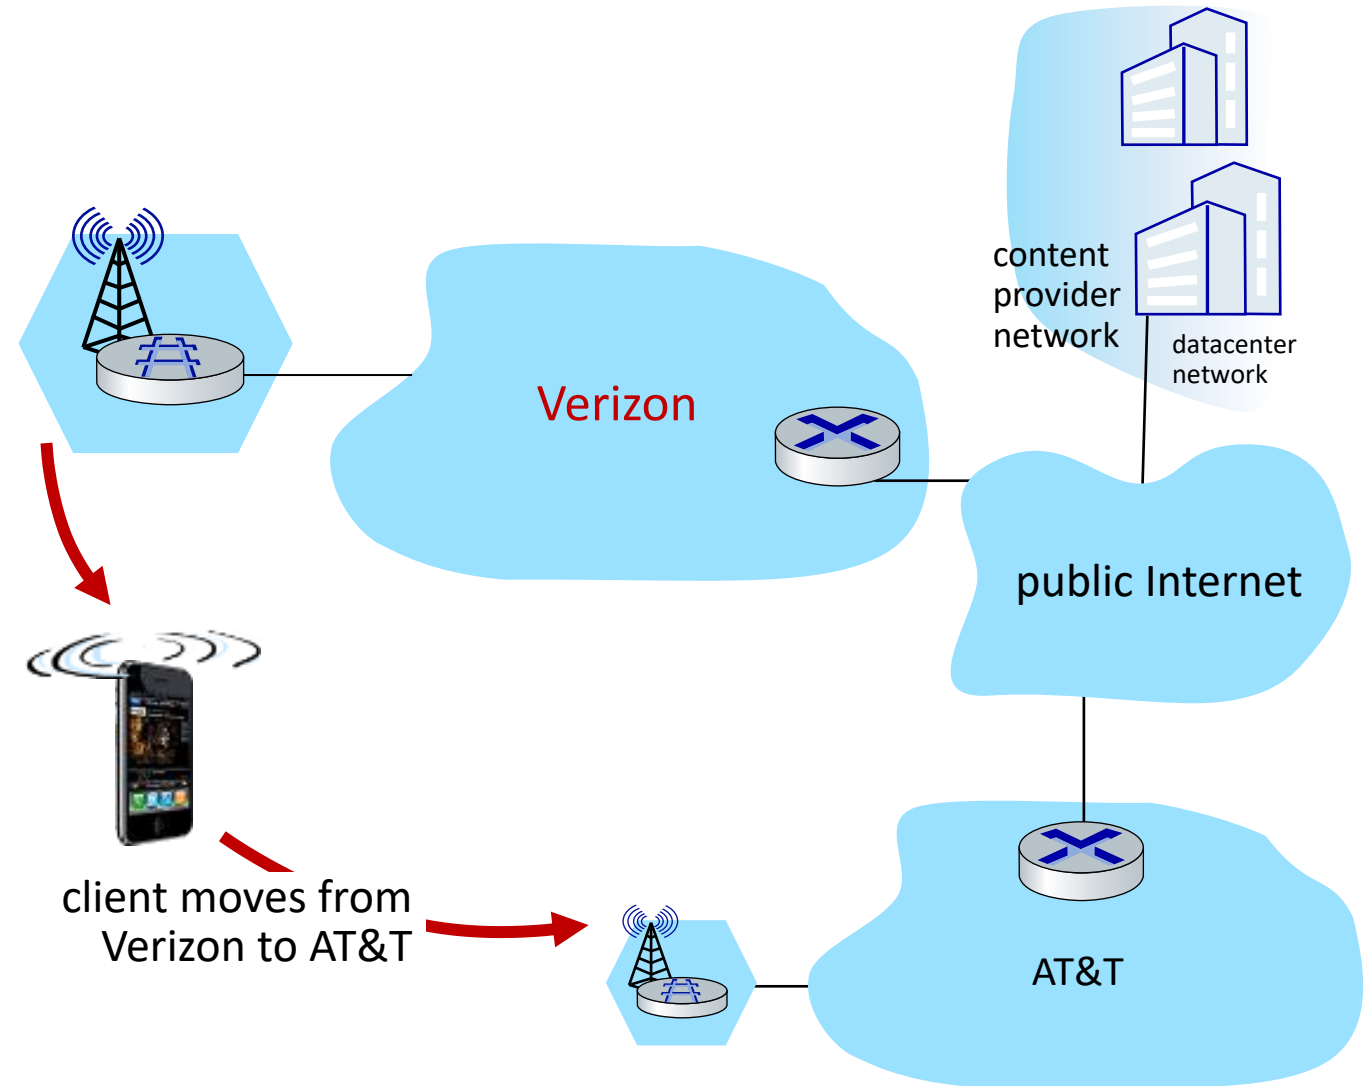 content
provider
network
datacenter
network
Verizon
public Internet
client moves from
Verizon to AT&T
AT&T